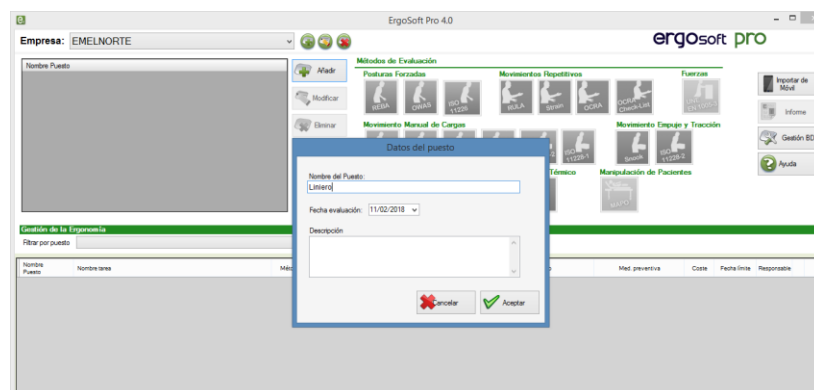 ErgoSoft Pro 4.0
Empresa: EMELNORTE
ergosoft pro
Nombre Puesto
Añadir
Modificar
Eliminar
Métodos de Evaluación
Posturas Forzadas
Movimientos Repetitivos
Fuerzas
REBA
OWAS
ISO 11226
RULA
Strain
OCRA
OCRA Check-List
Movimiento Manual de Cargas
Movimiento Empuje y Tracción
ISO 11228-1
Snook
ISO 11228-2
Térmico
Manipulación de Pacientes
MAPO
Importar de Móvil
Informe
Gestión BD
Ayuda
Datos del puesto
Nombre del Puesto:
Liniero
Fecha evaluación: 11/02/2018
Descripción
Cancelar
Aceptar
Gestión de la Ergonomía
Filtrar por puesto
Nombre Puesto
Nombre tarea
Med. preventiva
Coste
Fecha límite
Responsable